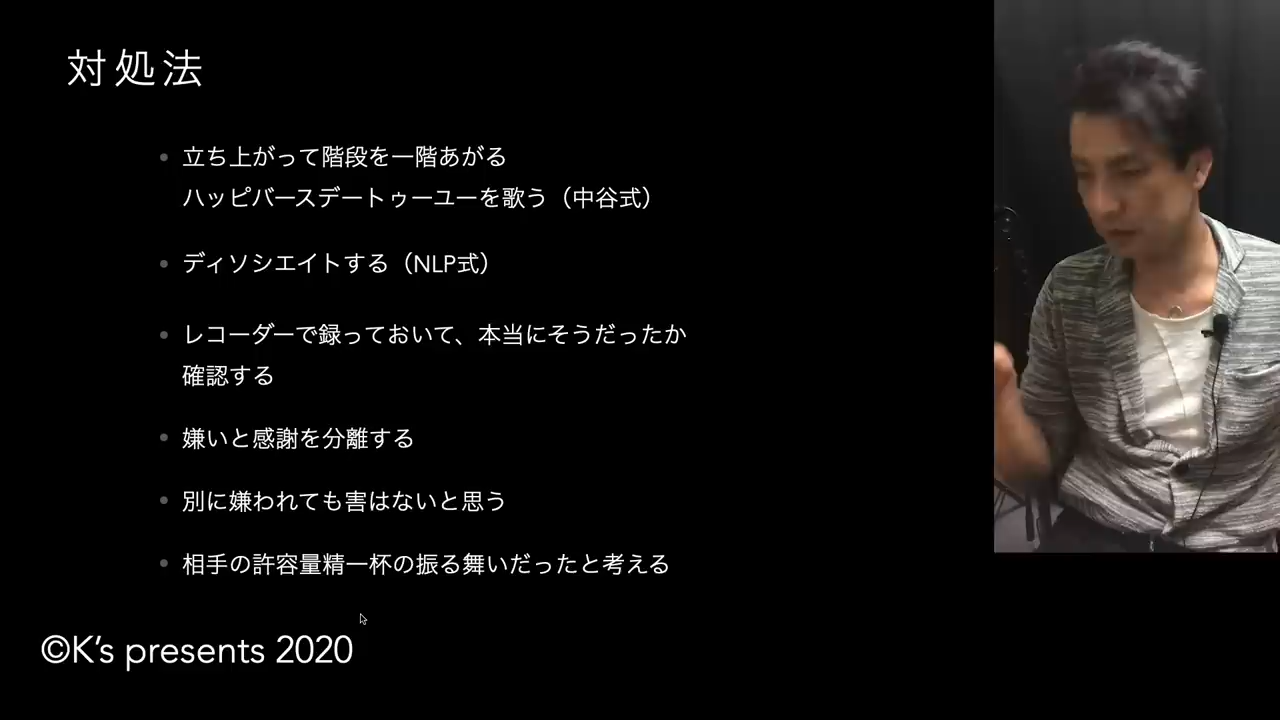 対処法
立ち上がって階段を一階あがる
ハッピバースデートゥーユーを歌う（中谷式）
ディソシエイトする（NLP式）
レコーダーで録っておいて、本当にそうだったか
確認する
嫌いと感謝を分離する
別に嫌われても害はないと思う
相手の許容量精一杯の振る舞いだったと考える
©K’s presents 2020